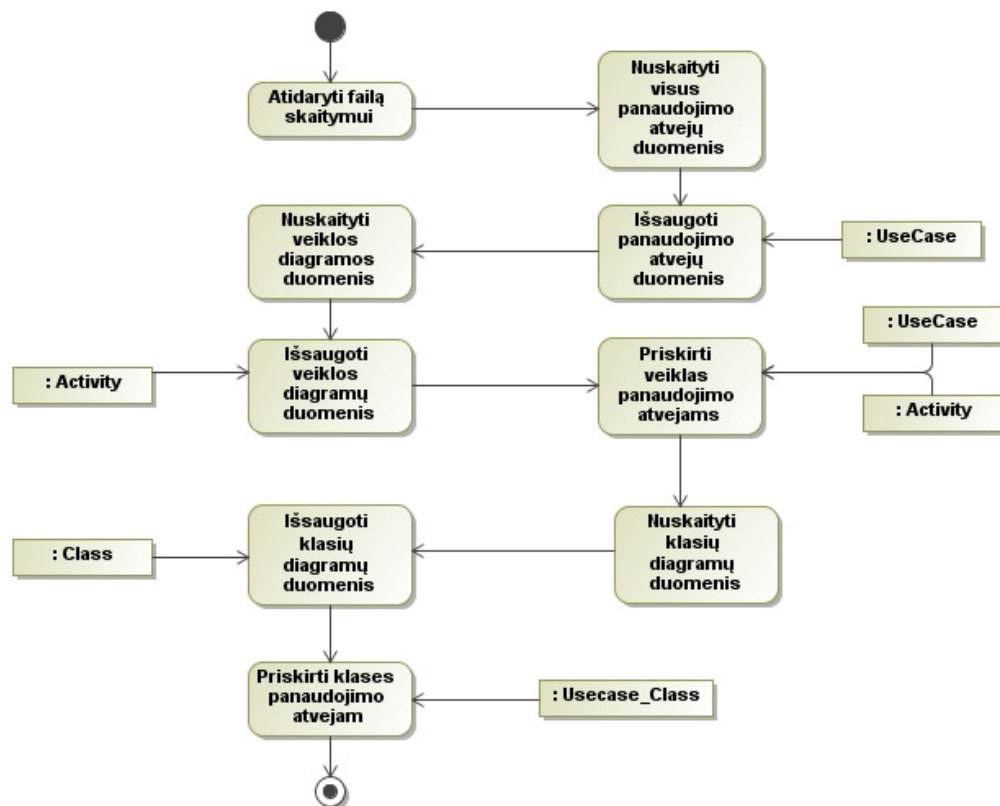 Atidaryti failą
skaitymui
Nuskaityti
visus
panaudojimo
atvejų
duomenis
Nuskaityti
veiklos
diagramos
duomenis
Išsaugoti
panaudojimo
atvejų
duomenis
: UseCase
: Activity
Išsaugoti
veiklos
diagramų
duomenis
Priskirti
veiklas
panaudojimo
atvejams
: UseCase
: Activity
: Class
Išsaugoti
klasių
diagramų
duomenis
Nuskaityti
klasių
diagramų
duomenis
Priskirti klases
panaudojimo
atvejam
: Usecase_Class